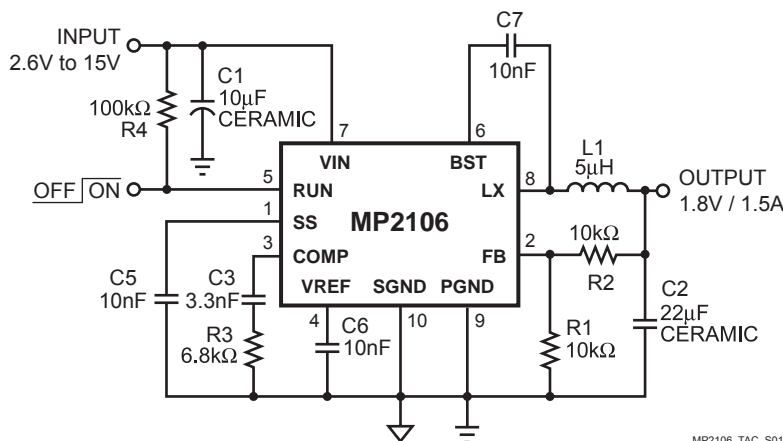 INPUT
2.6V to 15V
100kΩ
R4
C1
10µF
CERAMIC
OFF ON
C7
10nF
7
6
VIN
BST
5
RUN
LX
8
L1
5µH
OUTPUT
1.8V / 1.5A
1
SS
MP2106
3
COMP
FB
2
10kΩ
R2
VREF
SGND
PGND
C5
10nF
C3
3.3nF
R3
6.8kΩ
4
C6
10nF
10
9
R1
10kΩ
C2
22µF
CERAMIC
MP2106_TAC_S01